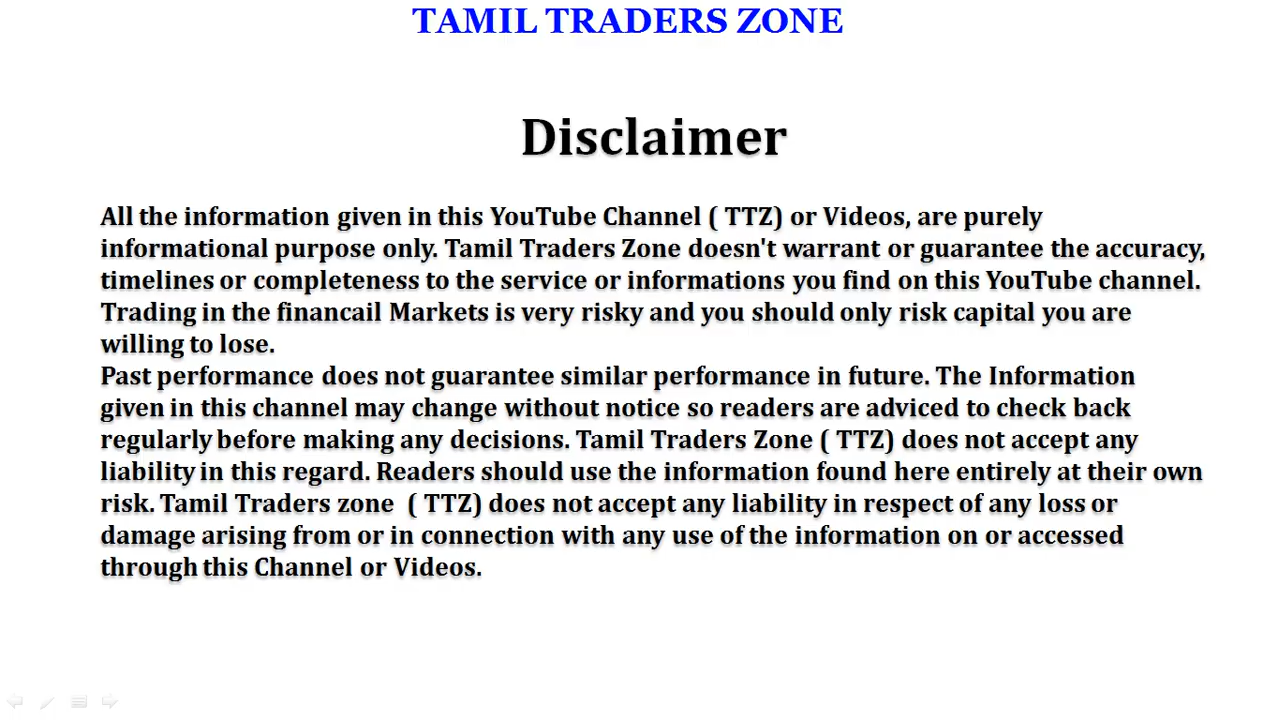 TAMIL TRADERS ZONE
Disclaimer
All the information given in this YouTube Channel ( TTZ) or Videos, are purely
informational purpose only. Tamil Traders Zone doesn't warrant or guarantee the accuracy,
timelines or completeness to the service or informations you find on this YouTube channel.
Trading in the financail Markets is very risky and you should only risk capital you are
willing to lose.
Past performance does not guarantee similar performance in future. The Information
given in this channel may change without notice so readers are adviced to check back
regularly before making any decisions. Tamil Traders Zone ( TTZ) does not accept any
liability in this regard. Readers should use the information found here entirely at their own
risk. Tamil Traders zone  ( TTZ) does not accept any liability in respect of any loss or
damage arising from or in connection with any use of the information on or accessed
through this Channel or Videos.